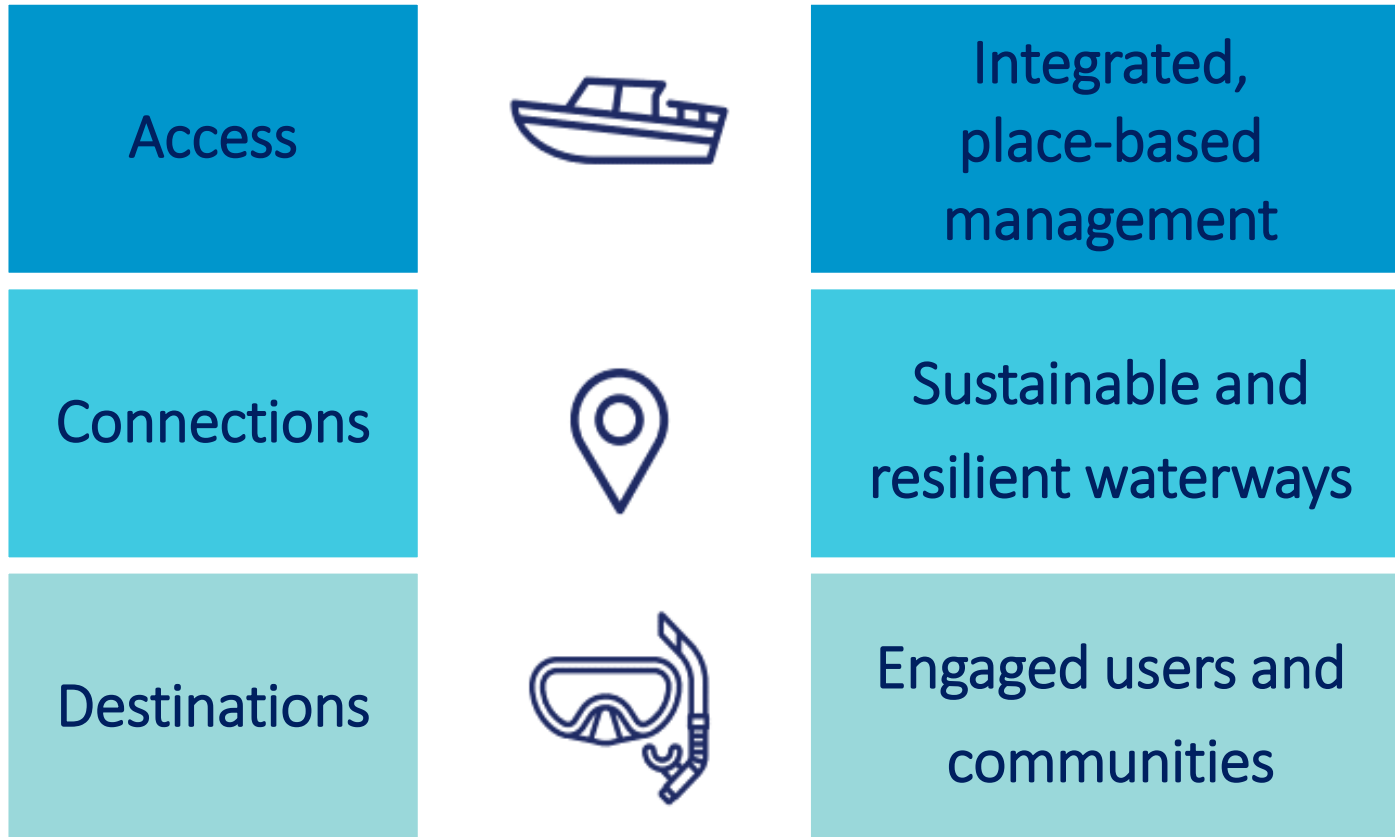 Access
Integrated,
place-based
management
Connections
Sustainable and
resilient waterways
Destinations
Engaged users and
communities